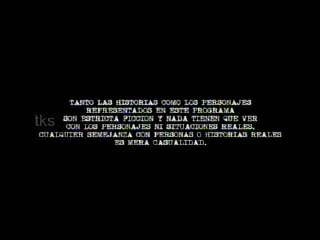 TANTO LAS HISTORIAS COMO LOS PERSONAJES
REPRESENTADOS EN ESTE PROGRAMA
tks
SON ESTRICTA FICCION Y NADA TIENEN QUE VER
CON LOS PERSONAJES NI SITUACIONES REALES.
CUALQUIER SEMEJANZA CON PERSONAS O HISTORIAS REALES
ES MERA CASUALIDAD.